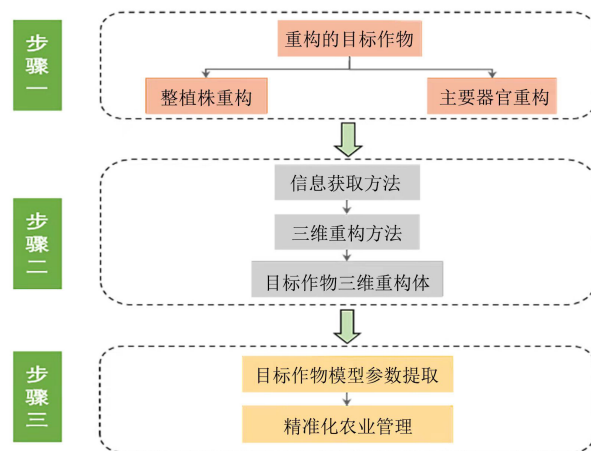 步骤一
重构的目标作物
整植株重构
主要器官重构
步骤二
信息获取方法
三维重构方法
目标作物三维重构体
步骤三
目标作物模型参数提取
精准化农业管理